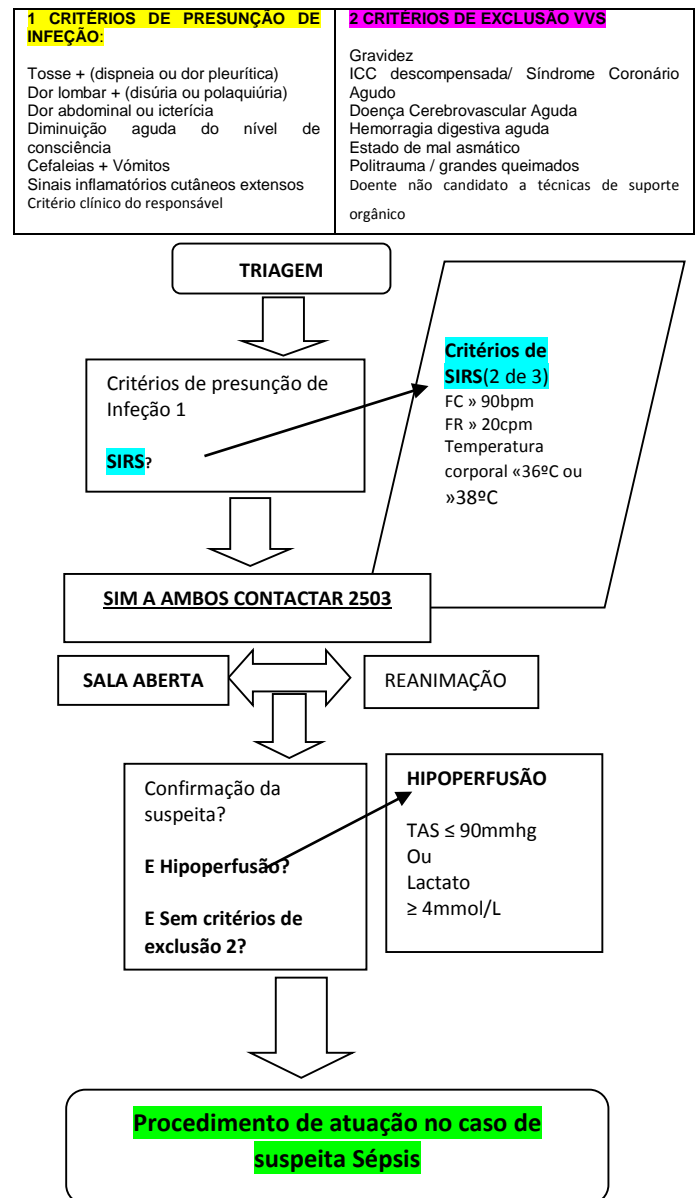 1 CRITÉRIOS DE PRESUNÇÃO DE
INFEÇÃO:
Tosse + (dispneia ou dor pleurítica)
Dor lombar + (disúria ou polaquiúria)
Dor abdominal ou icterícia
Diminuição aguda do nível de
consciência
Cefaleias + Vómitos
Sinais inflamatórios cutâneos extensos
Critério clínico do responsável
2 CRITÉRIOS DE EXCLUSÃO VVS
Gravidez
ICC descompensada/ Síndrome Coronário
Agudo
Doença Cerebrovascular Aguda
Hemorragia digestiva aguda
Estado de mal asmático
Politrauma / grandes queimados
Doente não candidato a técnicas de suporte
orgânico
TRIAGEM
Critérios de presunção de
Infeção 1
SIRS?
Critérios de
SIRS(2 de 3)
FC » 90bpm
FR » 20cpm
Temperatura
corporal «36ºC ou
»38ºC
SIM A AMBOS CONTACTAR 2503
SALA ABERTA
REANIMAÇÃO
Confirmação da
suspeita?
E Hipoperfusão?
E Sem critérios de
exclusão 2?
HIPOPERFUSÃO
TAS ≤ 90mmhg
Ou
Lactato
≥ 4mmol/L
Procedimento de atuação no caso de
suspeita Sépsis